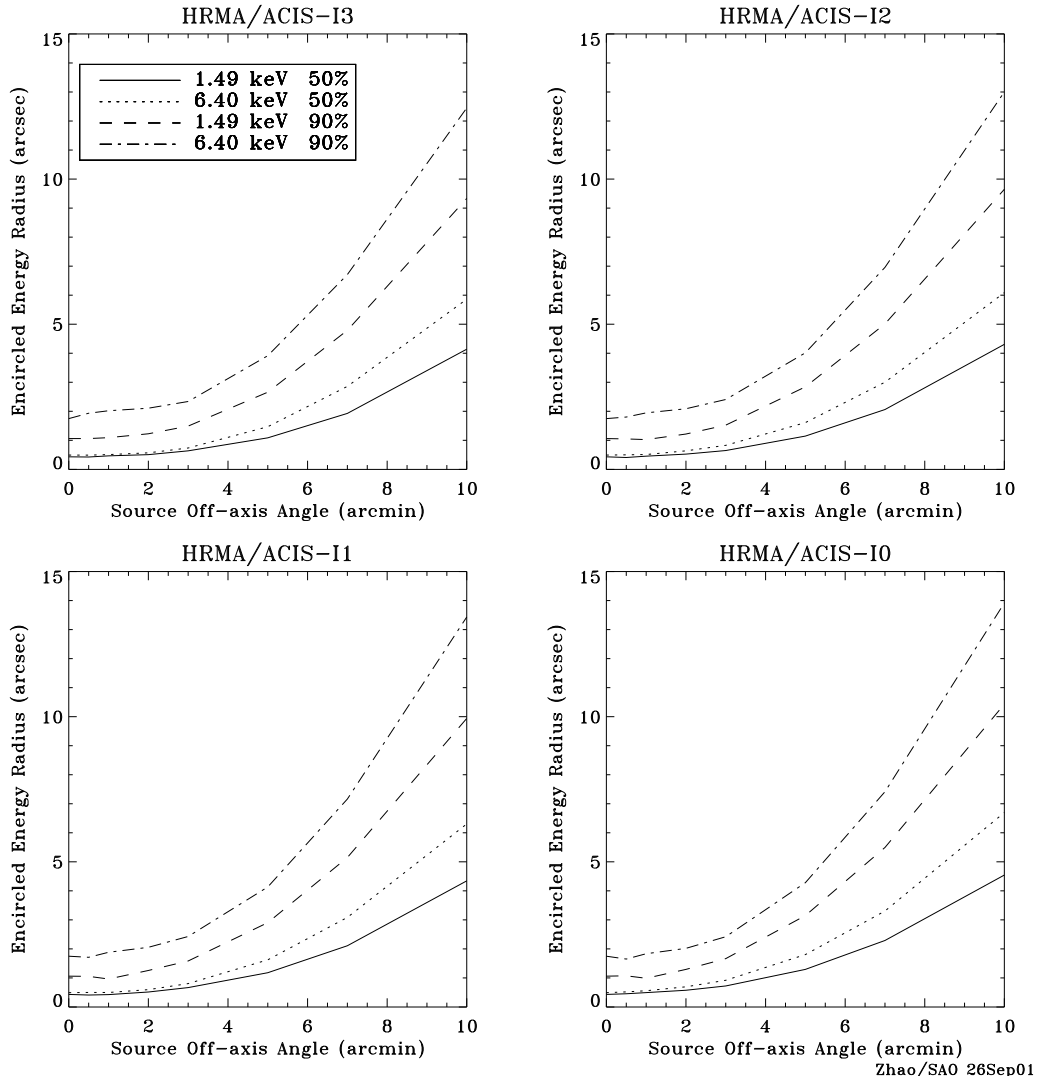 HRMA/ACIS-I3
15
10
5
0
1.49 keV 50%
6.40 keV 50%
1.49 keV 90%
6.40 keV 90%
Encircled Energy Radius (arcsec)
0 2 4 6 8 10
Source Off-axis Angle (arcmin)
HRMA/ACIS-I2
15
10
5
0
Encircled Energy Radius (arcsec)
0 2 4 6 8 10
Source Off-axis Angle (arcmin)
HRMA/ACIS-I1
15
10
5
0
Encircled Energy Radius (arcsec)
0 2 4 6 8 10
Source Off-axis Angle (arcmin)
HRMA/ACIS-I0
15
10
5
0
Encircled Energy Radius (arcsec)
0 2 4 6 8 10
Source Off-axis Angle (arcmin)
Zhao/SAO 26Sep01